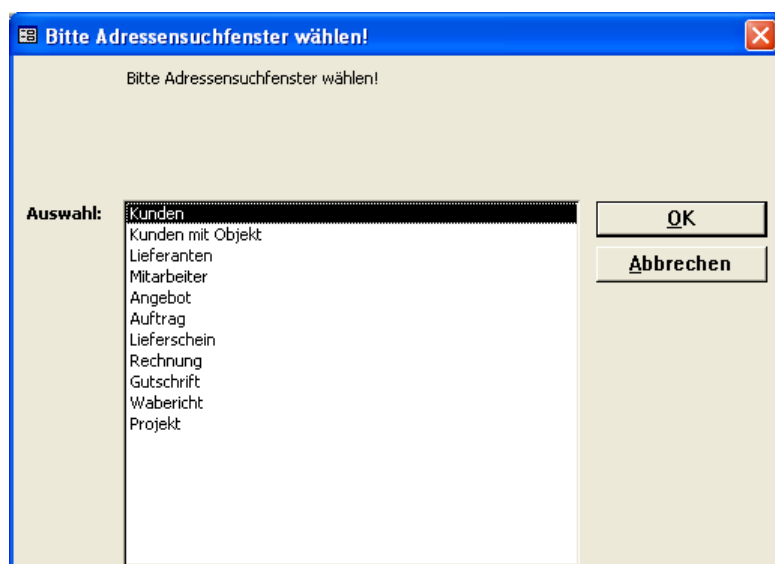 Bitte Adressensuchfenster wählen!
Bitte Adressensuchfenster wählen!
Auswahl:
Kunden
Kunden mit Objekt
Lieferanten
Mitarbeiter
Angebot
Auftrag
Lieferschein
Rechnung
Gutschrift
Wabericht
Projekt
OK
Abbrechen